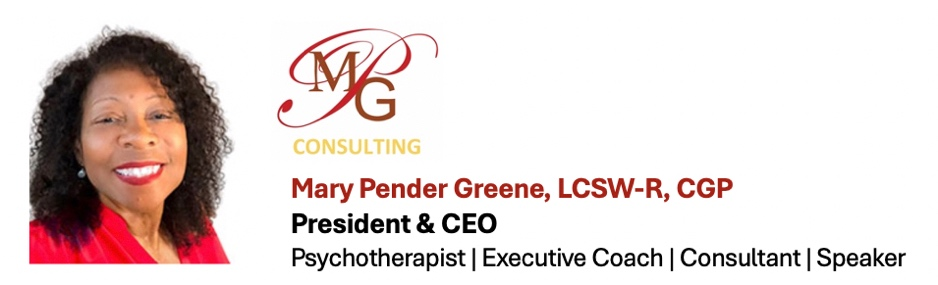 MPG
CONSULTING
Mary Pender Greene, LCSW-R, CGP
President & CEO
Psychotherapist | Executive Coach | Consultant | Speaker